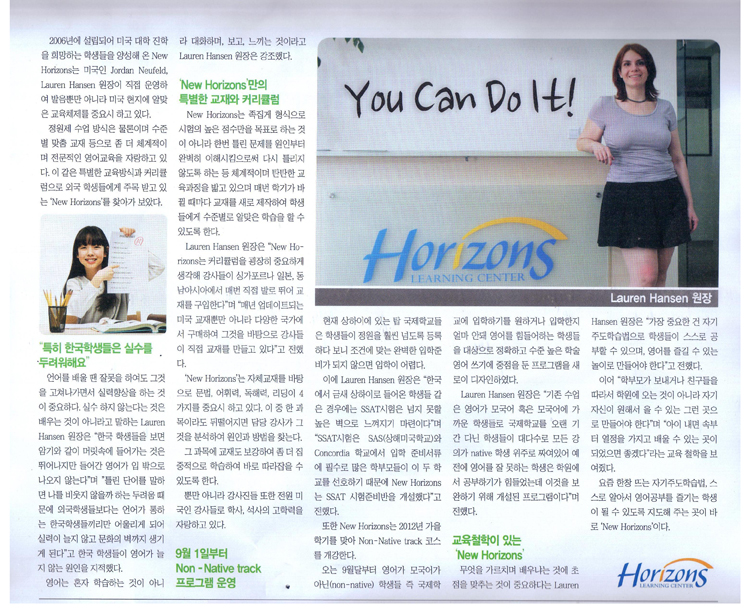 2006년에 설립되어 미국 대학 진학
을 희망하는 학생들을 양성해 온 New
Horizons는 미국인 Jordan Neufeld,
Lauren Hansen 원장이 직접 운영하
여 발음뿐만 아니라 미국 현지에 알맞
은 교육체제를 중요시 하고 있다.
정원제 수업 방식은 물론이며 수준
별 맞춤 교재 등으로 좀 더 체계적이
며 전문적인 영어교육을 자랑하고 있
다. 이 같은 특별한 교육방식과 커리큘
럼으로 외국 학생들에게 주목 받고 있
는 'New Horizons'를 찾아가 보았다.
"특히 한국학생들은 실수를
두려워해요"
언어를 배울 땐 잘못을 하여도 그것
을 고쳐나가면서 실력향상을 하는 것
이 중요하다. 실수 하지 않는다는 것은
배우는 것이 아니라고 말하는 Lauren
Hansen 원장은 "한국 학생들을 보면
암기와 같이 머릿속에 들어가는 것은
뛰어나지만 들어간 영어가 입 밖으로
나오지 않는다"며 "틀린 단어를 말하
면 나를 비웃지 않을까 하는 두려움 때
문에 외국학생들보다는 언어가 통하
는 한국학생들끼리만 어울리게 되어
실력이 늘지 않고 문화의 벽까지 생기
게 된다"고 한국 학생들이 영어가 늘
지 않는 원인을 지적했다.
영어는 혼자 학습하는 것이 아니
라 대화하며, 보고, 느끼는 것이라고
Lauren Hansen 원장은 강조했다.
'New Horizons'만의
특별한 교재와 커리큘럼
New Horizons는 족집게 형식으로
시험의 높은 점수만을 목표로 하는 것
이 아니라 한번 틀린 문제를 원인부터
완벽히 이해시킴으로써 다시 틀리지
않도록 하는 등 체계적이며 탄탄한 교
육과정을 밟고 있으며 매년 학기가 바
뀔 때마다 교재를 새로 제작하여 학생
들에게 수준별로 알맞은 학습을 할 수
있도록 한다.
Lauren Hansen 원장은 "New Ho-
rizons는 커리큘럼을 굉장히 중요하게
생각해 강사들이 싱가포르나 일본, 동
남아시아에서 매번 직접 발로 뛰어 교
재를 구입한다"며 "매년 업데이트되는
미국 교재뿐만 아니라 다양한 국가에
서 구매하여 그것을 바탕으로 강사들
이 직접 교재를 만들고 있다"고 전했
다.
'New Horizons'는 자체교재를 바탕
으로 문법, 어휘력, 독해력, 리딩이 4
가지를 중요시 하고 있다. 이 중 한 과
목이라도 뒤떨어지면 담당 강사가 그
것을 분석하여 원인과 방법을 찾는다.
그 과목에 교재도 보강하여 좀 더 집
중적으로 학습하여 바로 따라잡을 수
있도록 한다.
뿐만 아니라 강사진들 또한 전원 미
국인 강사들로 학사, 석사의 고학력을
자랑하고 있다.
9월 1일부터
Non - Native track
프로그램 운영
You Can Do It!
Horizons
LEARNING CENTER
Lauren Hansen 원장
현재 상하이에 있는 탑 국제학교들
은 학생들이 정원을 훨씬 넘도록 등록
하다 보니 조건에 맞는 완벽한 입학준
비가 되지 않으면 입학이 어렵다.
이에 Lauren Hansen 원장은 "한국
에서 금새 상하이로 들어온 학생들 같
은 경우에는 SSAT시험은 넘지 못할
높은 벽으로 느껴지기 마련이다"며
"SSAT시험은 SAS(상해미국학교)와
Concordia 학교에서 입학 준비서류
에 필수로 많은 학부모들이 이 두 학
교를 선호하기 때문에 New Horizons
는 SSAT 시험준비반을 개설했다"고
전했다.
또한 New Horizons는 2012년 가을
학기를 맞아 Non-Native track 코스
를 개강한다.
오는 9월달부터 영어가 모국어가
아닌(non-native) 학생들 즉 국제학
교에 입학하기를 원하거나 입학한지
얼마 안돼 영어를 힘들어하는 학생들
을 대상으로 정확하고 수준 높은 학술
영어 쓰기에 중점을 둔 프로그램을 새
로이 디자인하였다.
Lauren Hansen 원장은 "기존 수업
은 영어가 모국어 혹은 모국어에 가
까운 학생들로 국제학교를 오랜 기
간 다닌 학생들이 대다수로 모든 강
의가 native 학생 위주로 짜여있어 예
전에 영어를 잘 못하는 학생은 학원에
서 공부하기가 힘들었는데 이것을 보
완하기 위해 개설된 프로그램이다"며
전했다.
교육철학이 있는
'New Horizons'
무엇을 가르치며 배우냐는 것에 초
점을 맞추는 것이 중요하다는 Lauren
Hansen 원장은 "가장 중요한 건 자기
주도학습법으로 학생들이 스스로 공
부할 수 있으며, 영어를 즐길 수 있는
놀이로 만들어야 한다"고 전했다.
이어 "학부모가 보내거나 친구들을
따라서 학원에 오는 것이 아니라 자기
자신이 원해서 올 수 있는 그런 곳으
로 만들어야 한다"며 "아이 내면 속부
터 열정을 가지고 배울 수 있는 곳이
되었으면 좋겠다"라는 교육 철학을 보
여줬다.
요즘 한참 뜨는 자기주도학습법, 스
스로 알아서 영어공부를 즐기는 학생
이 될 수 있도록 지도해 주는 곳이 바
로 'New Horizons'이다.
Horizons
LEARNING CENTER